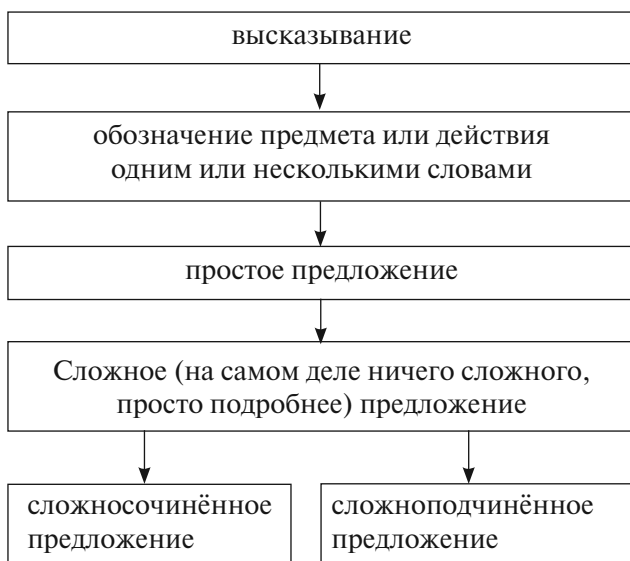 высказывание
обозначение предмета или действия
одним или несколькими словами
простое предложение
Сложное (на самом деле ничего сложного,
просто подробнее) предложение
сложносочинённое
предложение
сложноподчинённое
предложение